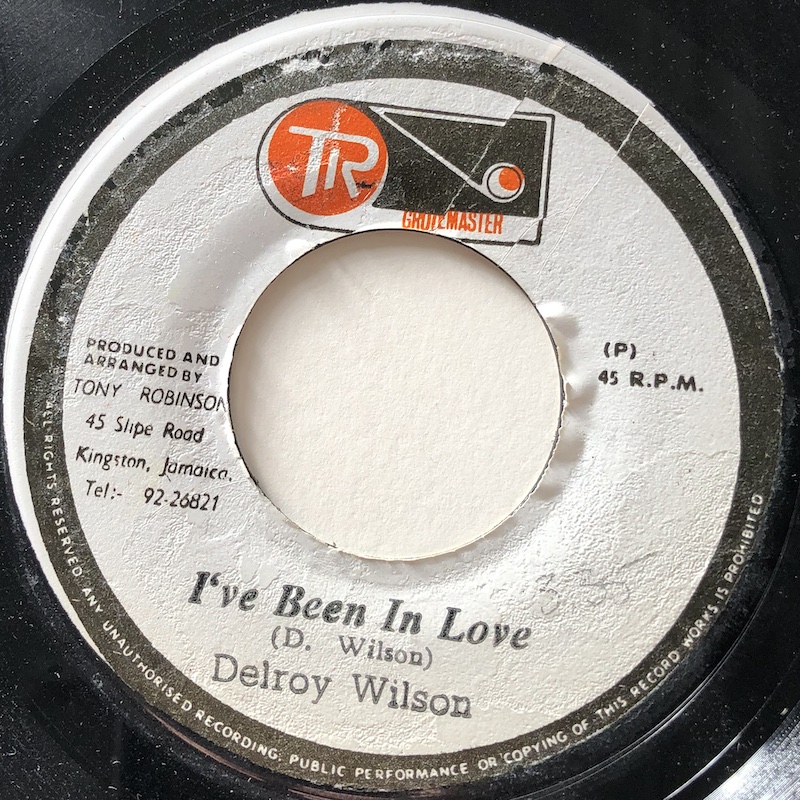 TR
GROVEMASTER
PRODUCED AND
ARRANGED BY
TONY ROBINSON
45 Slipe Road
Kingston, Jamaica.
Tel:- 92-26821
(P)
45 R.P.M.
I've Been In Love
(D. Wilson)
Delroy Wilson
ALL RIGHTS RESERVED. ANY UNAUTHORISED RECORDING, PUBLIC PERFORMANCE OR COPYING OF THIS RECORD WORKS IS PROHIBITED